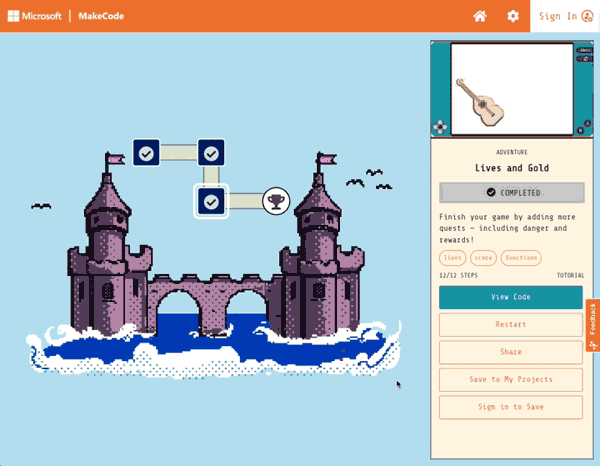 Microsoft | MakeCode
Sign In
Menu
ADVENTURE
Lives and Gold
COMPLETED
Finish your game by adding more
quests – including danger and
rewards!
lives
score
functions
12/12 STEPS
TUTORIAL
View Code
Restart
Share
Save to My Projects
Sign in to Save
Feedback